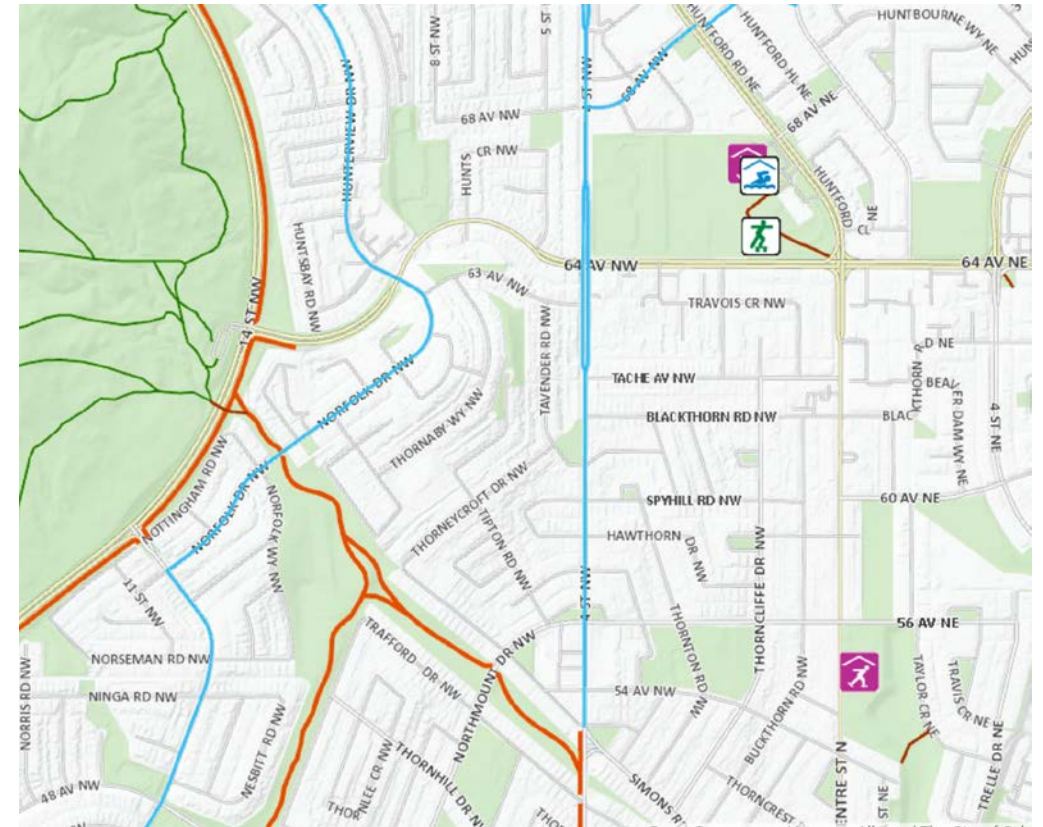 HUNTBOURNE WY NE
5 ST NW
8 ST NW
HUNTERVIEW DR NW
4 ST NW
68 AV NW
HUNTFORD RD NE
HUNTFORD HL NE
68 AV NE
68 AV NW
HUNTS
CR NW
HUNTFORD
CL NE
HUNTSBAY RD NW
14 ST NW
63 AV NW
64 AV NW
64 AV NE
TRAVOIS CR NW
TAVENDER RD NW
TACHE AV NW
BLACKTHORN RD NW
NORFOLK DR NW
THORNABY WY NW
4 ST NE
NOTTINGHAM RD NW
NORFOLK DR NW
NORFOLK WY NW
THORNEYCROFT DR NW
TIPTON RD NW
SPYHILL RD NW
60 AV NE
HAWTHORN
DR NW
THORNCLIFFE DR NW
THORNTON RD
NW
4 ST NW
56 AV NE
11 ST NW
NORSEMAN RD NW
NINGA RD NW
NORRIS RD NW
NESBITT RD NW
TRAFFORD DR NW
NORTHMOUNT DR NW
54 AV NW
BUCKTHORN RD NW
TAYLOR CR NE
TRAVIS CR NE
TRELLE DR NE
48 AV NW
THORNLEE CR NW
THORNHILL DR NW
SIMONS R
THORNCREST
ENTRE ST N
ST NE